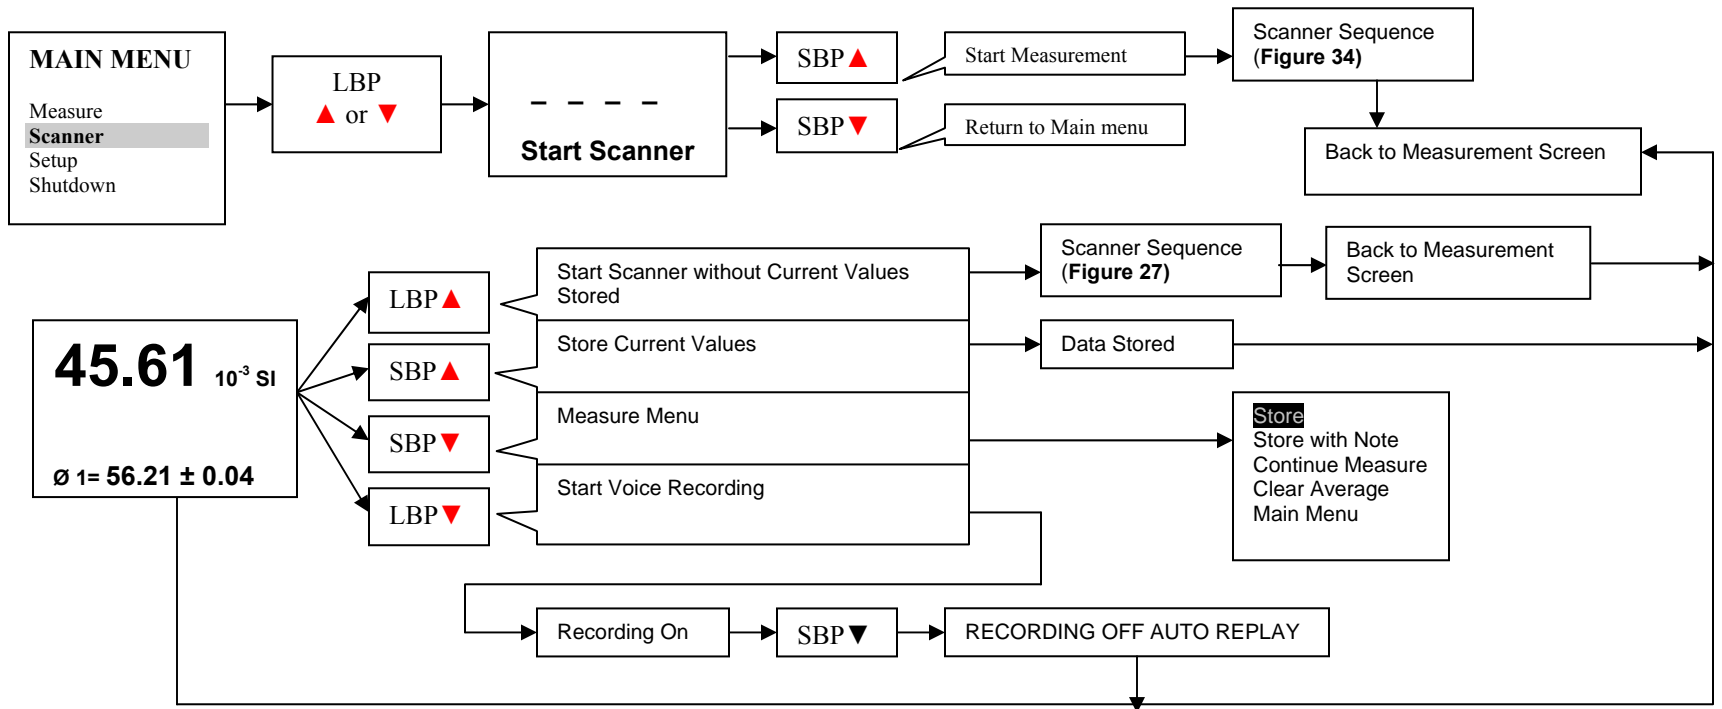 MAIN MENU
Measure
Scanner
Setup
Shutdown
LBP
▲ or ▼
_ _ _ _
Start Scanner
SBP▲
Start Measurement
Scanner Sequence
(Figure 34)
SBP▼
Return to Main menu
Back to Measurement Screen
45.61 10⁻³ SI
Ø 1= 56.21 ± 0.04
LBP▲
Start Scanner without Current Values
Stored
Scanner Sequence
(Figure 27)
Back to Measurement
Screen
SBP▲
Store Current Values
Data Stored
SBP▼
Measure Menu
Store
Store with Note
Continue Measure
Clear Average
Main Menu
LBP▼
Start Voice Recording
Recording On
SBP▼
RECORDING OFF AUTO REPLAY